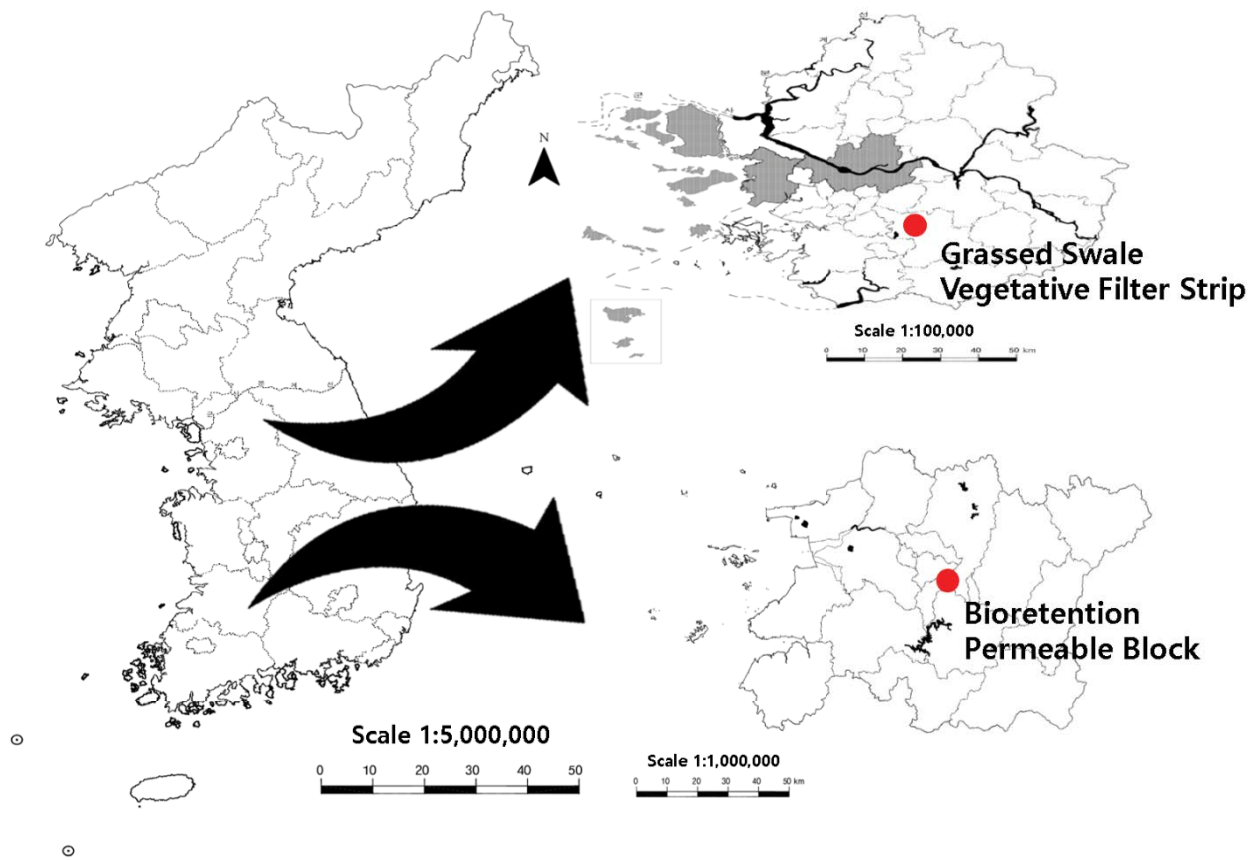 N
Grassed Swale
Vegetative Filter Strip
Scale 1:100,000
0 10 20 30 40 50 km
Bioretention
Permeable Block
Scale 1:5,000,000
0 10 20 30 40 50
Scale 1:1,000,000
0 10 20 30 40 50 km